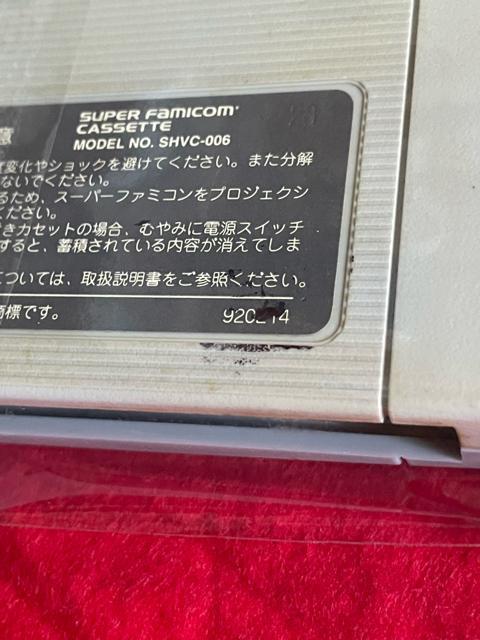 意
SUPER FAMICOM
CASSETTE
MODEL NO. SHVC-006
変化やショックを避けてください。また分解
ないでください。
るため、スーパーファミコンをプロジェクシ
ください。
きカセットの場合、むやみに電源スイッチ
すると、蓄積されている内容が消えてしま
については、取扱説明書をご参照ください。
商標です。